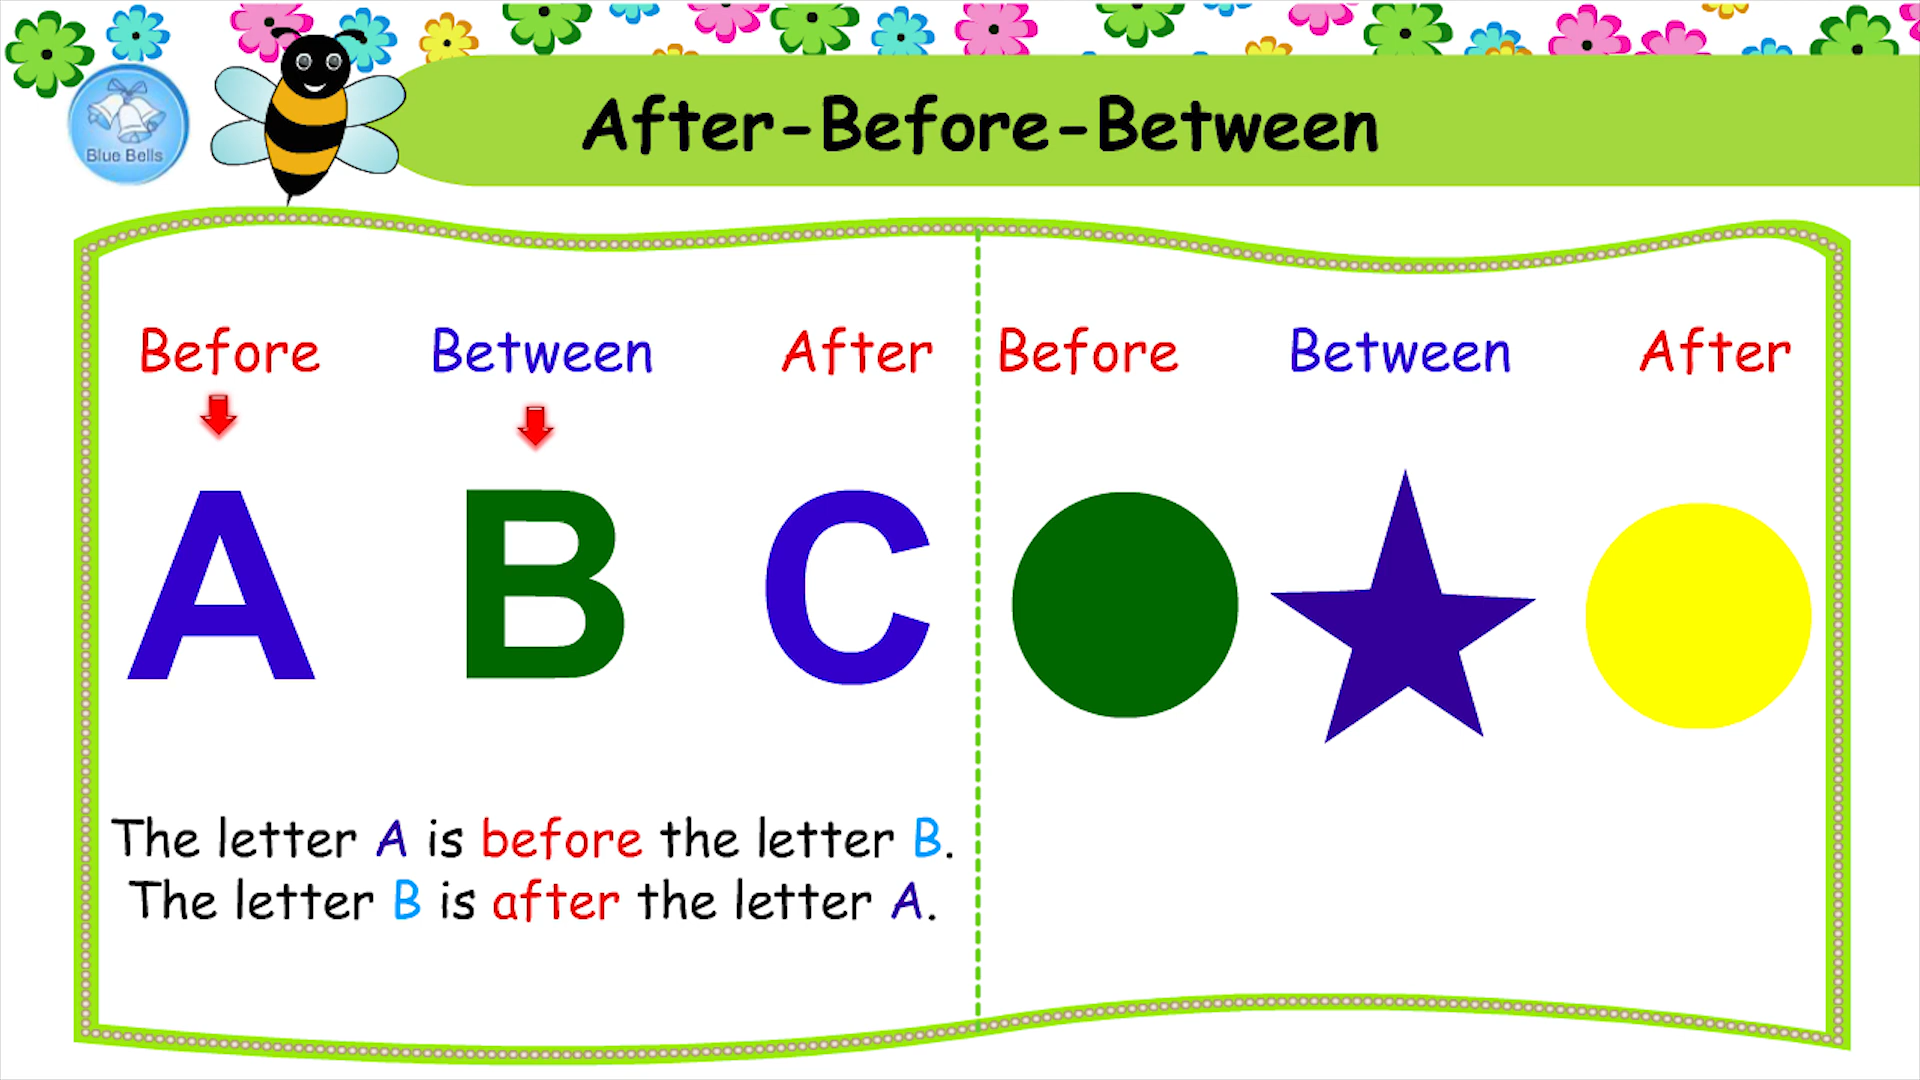 Blue Bells
After-Before-Between
Before Between After
A B C
The letter A is before the letter B.
The letter B is after the letter A.
Before Between After